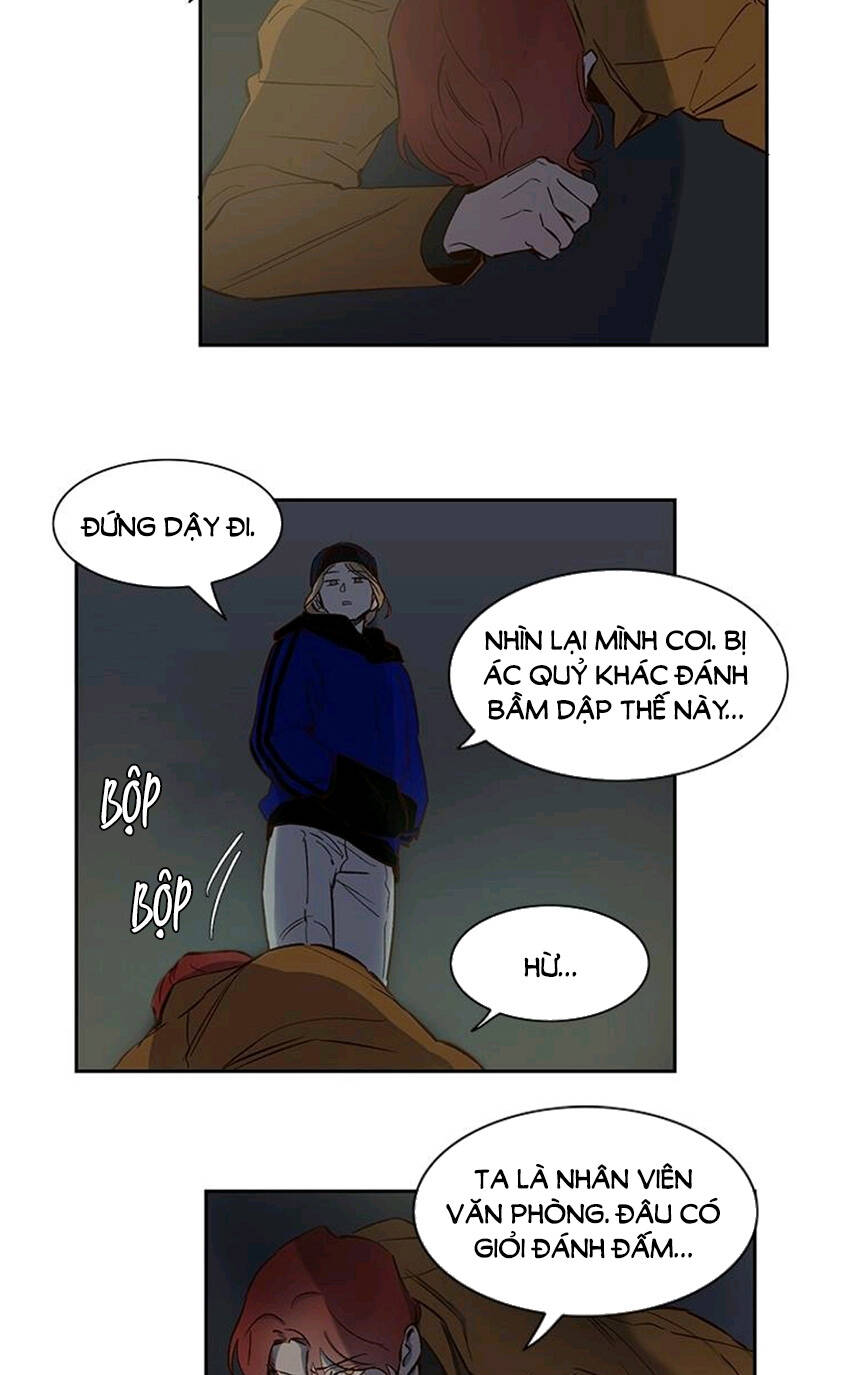 ĐỨNG DẬY ĐI.
NHÌN LẠI MÌNH COI. BỊ
ÁC QUỶ KHÁC ĐÁNH
BẦM DẬP THẾ NÀY...
BỘP
BỘP
HỪ...
TA LÀ NHÂN VIÊN
VĂN PHÒNG. ĐÂU CÓ
GIỎI ĐÁNH ĐẤM...